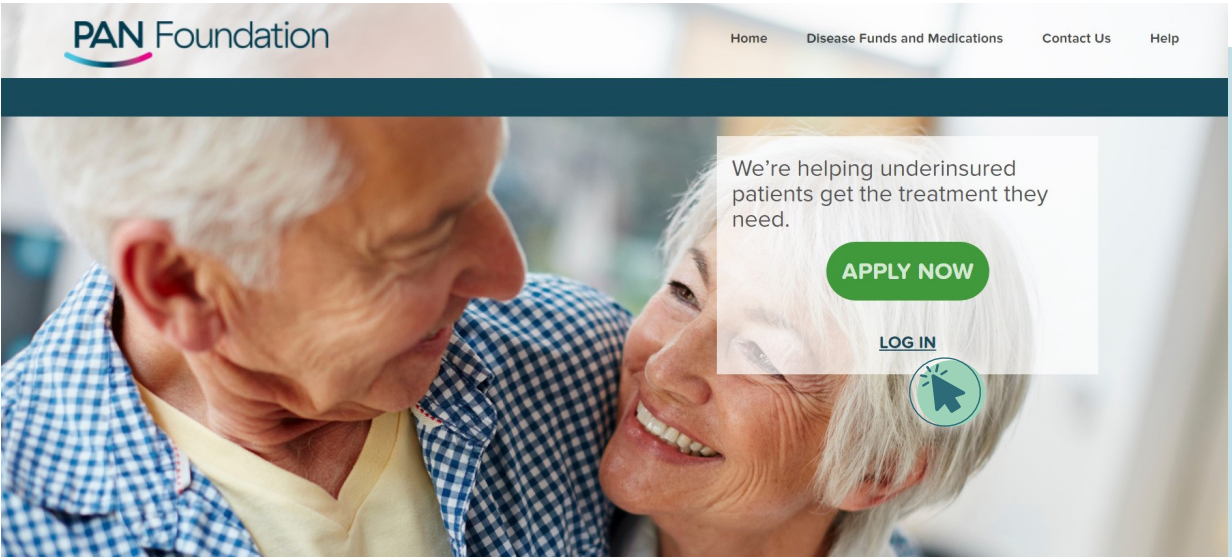 PAN Foundation
Home Disease Funds and Medications Contact Us Help
We're helping underinsured
patients get the treatment they
need.
APPLY NOW
LOG IN